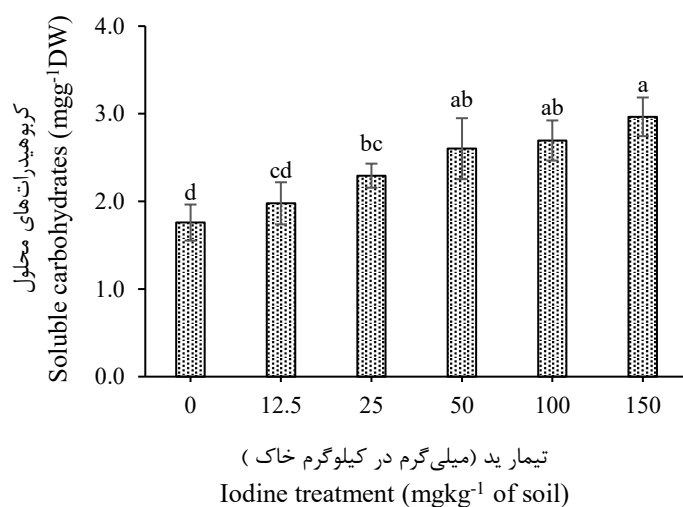 4.0
3.0
2.0
1.0
0.0
کربوهیدرات‌های محلول
Soluble carbohydrates (mgg⁻¹DW)
d
cd
bc
ab
ab
a
0 12.5 25 50 100 150
تیمار ید (میلی‌گرم در کیلوگرم خاک )
Iodine treatment (mgkg⁻¹ of soil)